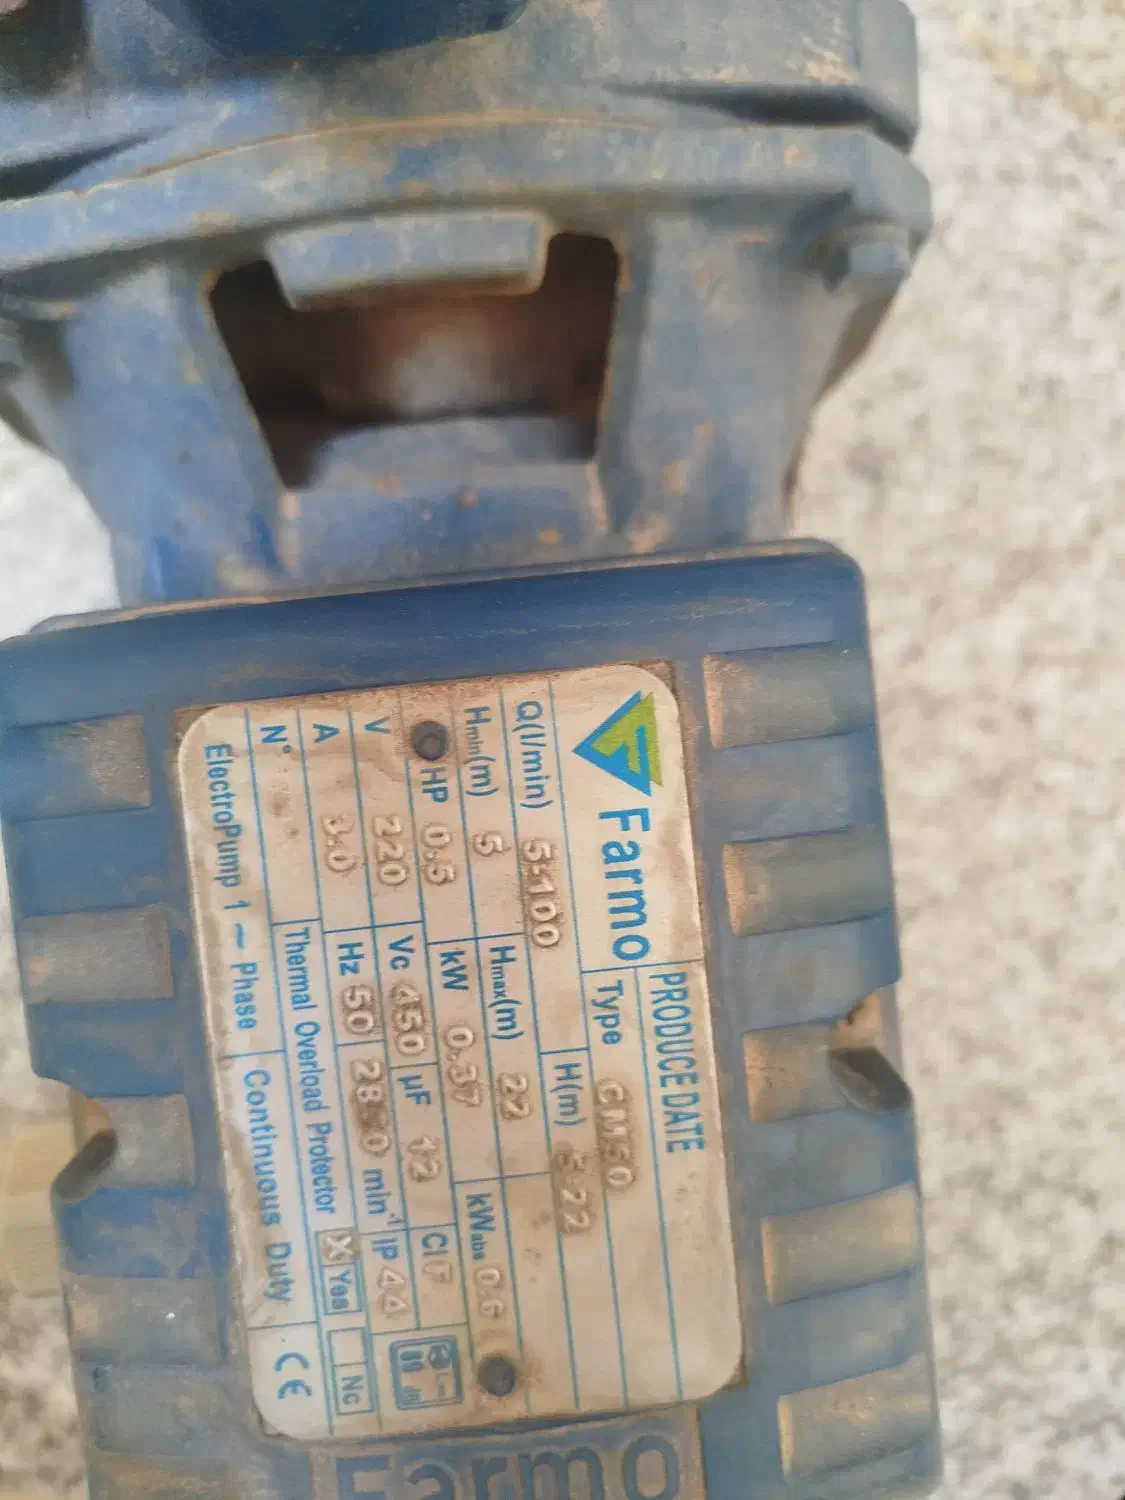 Farmo
PRODUCE DATE
Type CM50
Q(l/min) 5-100 H(m) 5-22
Hmin(m) 5 Hmax(m) 22
HP 0.5 kW 0.37 kWabs 0.6
V 220 Vc 450 µF 12 Cl F
A 3.0 Hz 50 min-1 IP 44
N° Thermal Overload Protector X Yes Nc
ElectroPump 1 ~ Phase Continuous Duty CE
Farmo